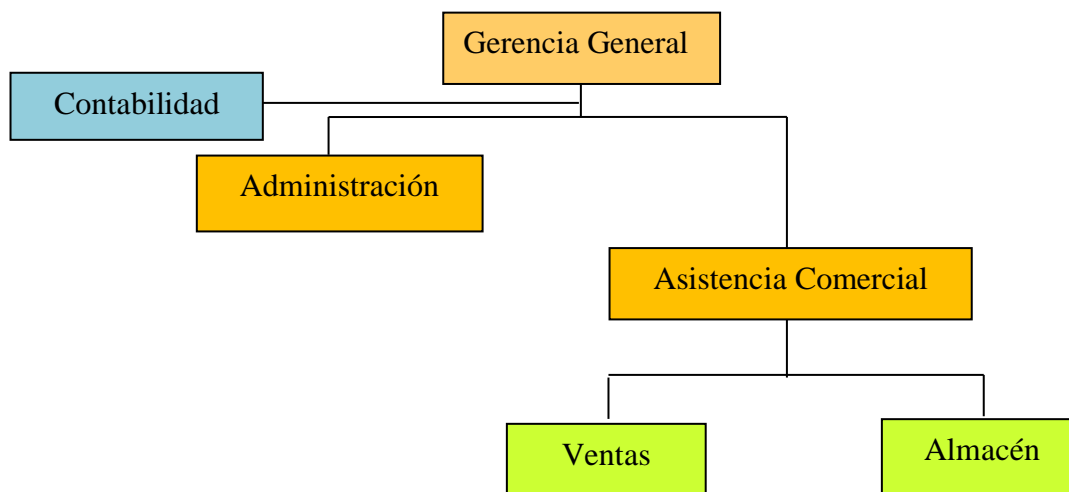 Gerencia General
Contabilidad
Administración
Asistencia Comercial
Ventas
Almacén